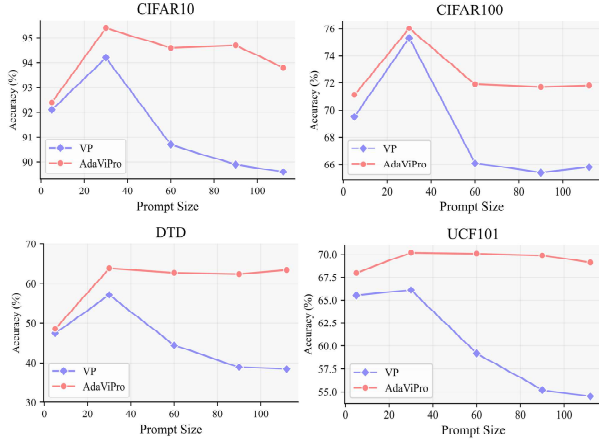 CIFAR10
Accuracy (%)
95
94
93
92
91
90
VP
AdaViPro
0 20 40 60 80 100
Prompt Size
CIFAR100
Accuracy (%)
76
74
72
70
68
66
VP
AdaViPro
0 20 40 60 80 100
Prompt Size
DTD
Accuracy (%)
70
60
50
40
30
VP
AdaViPro
0 20 40 60 80 100
Prompt Size
UCF101
Accuracy (%)
70.0
67.5
65.0
62.5
60.0
57.5
55.0
VP
AdaViPro
0 20 40 60 80 100
Prompt Size